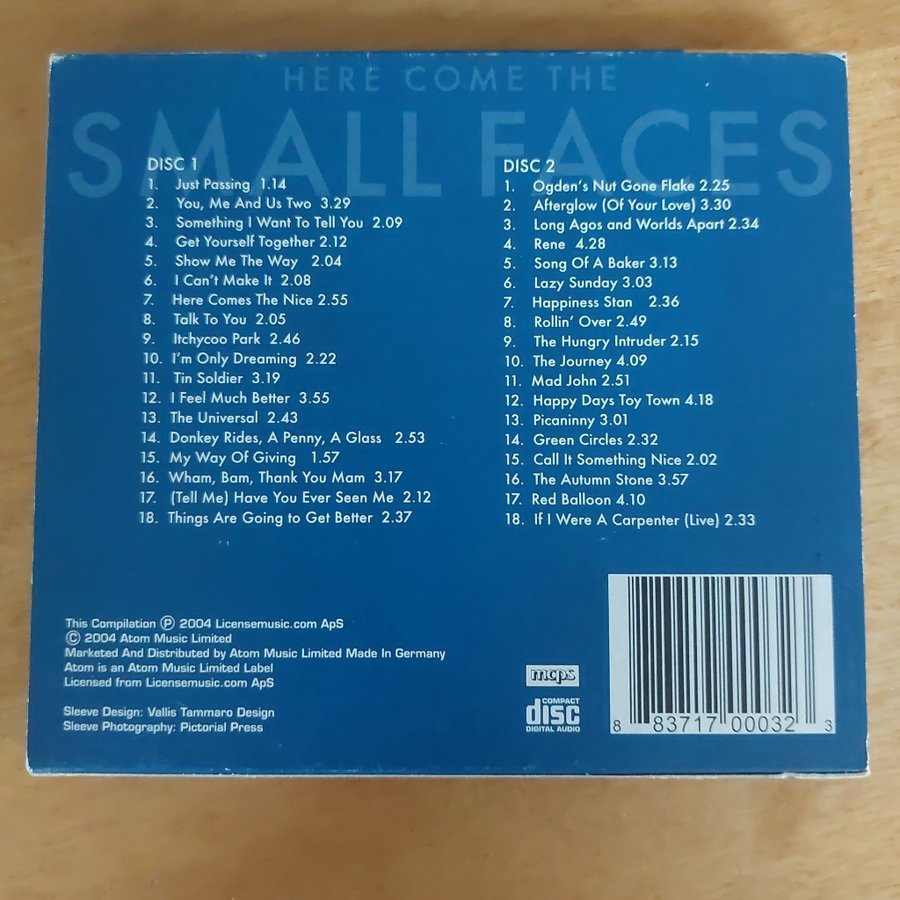 HERE COME THE
SMALL FACES
DISC 1
1. Just Passing 1.14
2. You, Me And Us Two 3.29
3. Something I Want To Tell You 2.09
4. Get Yourself Together 2.12
5. Show Me The Way 2.04
6. I Can't Make It 2.08
7. Here Comes The Nice 2.55
8. Talk To You 2.05
9. Itchycoo Park 2.46
10. I'm Only Dreaming 2.22
11. Tin Soldier 3.19
12. I Feel Much Better 3.55
13. The Universal 2.43
14. Donkey Rides, A Penny, A Glass 2.53
15. My Way Of Giving 1.57
16. Wham, Bam, Thank You Mam 3.17
17. (Tell Me) Have You Ever Seen Me 2.12
18. Things Are Going to Get Better 2.37
DISC 2
1. Ogden's Nut Gone Flake 2.25
2. Afterglow (Of Your Love) 3.30
3. Long Agos and Worlds Apart 2.34
4. Rene 4.28
5. Song Of A Baker 3.13
6. Lazy Sunday 3.03
7. Happiness Stan 2.36
8. Rollin' Over 2.49
9. The Hungry Intruder 2.15
10. The Journey 4.09
11. Mad John 2.51
12. Happy Days Toy Town 4.18
13. Picaninny 3.01
14. Green Circles 2.32
15. Call It Something Nice 2.02
16. The Autumn Stone 3.57
17. Red Balloon 4.10
18. If I Were A Carpenter (Live) 2.33
This Compilation ℗ 2004 Licensemusic.com ApS
© 2004 Atom Music Limited
Marketed And Distributed by Atom Music Limited Made In Germany
Atom is an Atom Music Limited Label
Licensed from Licensemusic.com ApS
Sleeve Design: Vallis Tammaro Design
Sleeve Photography: Pictorial Press
mcps
COMPACT
disc
DIGITAL AUDIO
8 83717 00032 3